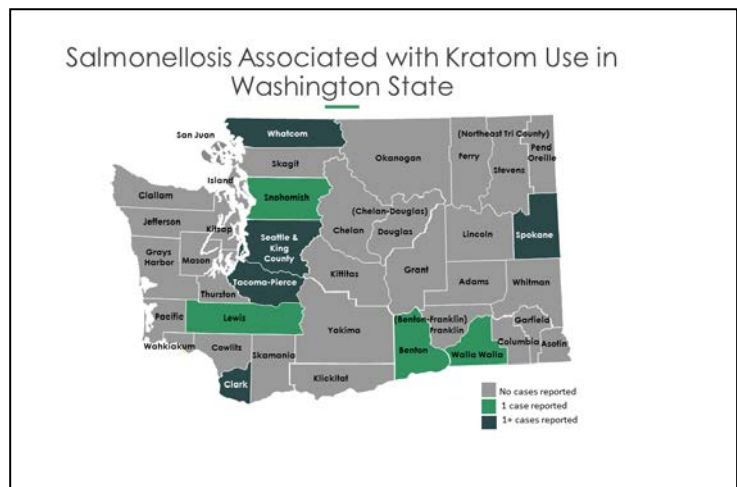 Salmonellosis Associated with Kratom Use in
Washington State
San Juan
Whatcom
(Northeast Tri County)
Pend
Oreille
Okanogan
Ferry
Stevens
Skagit
Island
Clallam
Snohomish
Jefferson
Kitsap
(Chelan-Douglas)
Chelan
Douglas
Seattle &
King
County
Lincoln
Spokane
Grays
Harbor
Mason
Kittitas
Grant
Tacoma-Pierce
Adams
Whitman
Thurston
Pacific
Lewis
Yakima
(Benton-Franklin)
Franklin
Garfield
Wahkiakum
Cowlits
Skamania
Benton
Walla Walla
Columbia
Asotin
Clark
Klickitat
No cases reported
1 case reported
1+ cases reported